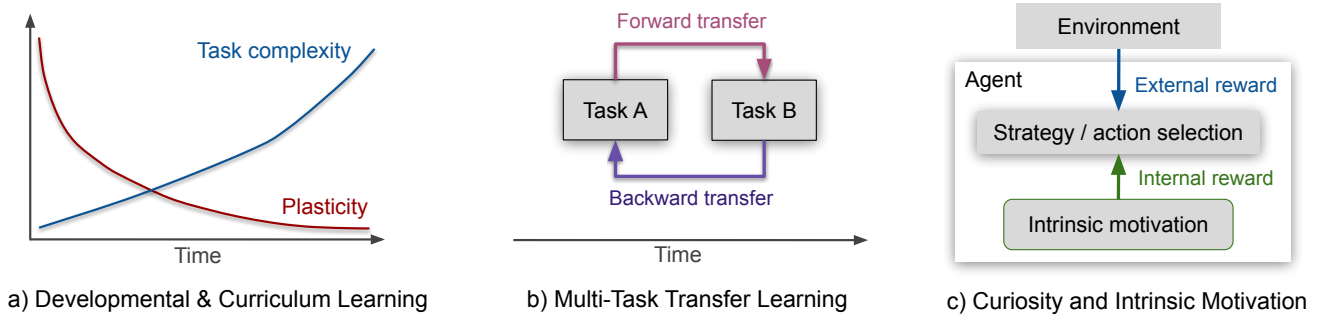 Task complexity
Plasticity
Time
a) Developmental & Curriculum Learning
Forward transfer
Task A
Task B
Backward transfer
Time
b) Multi-Task Transfer Learning
Environment
Agent
External reward
Strategy / action selection
Internal reward
Intrinsic motivation
c) Curiosity and Intrinsic Motivation